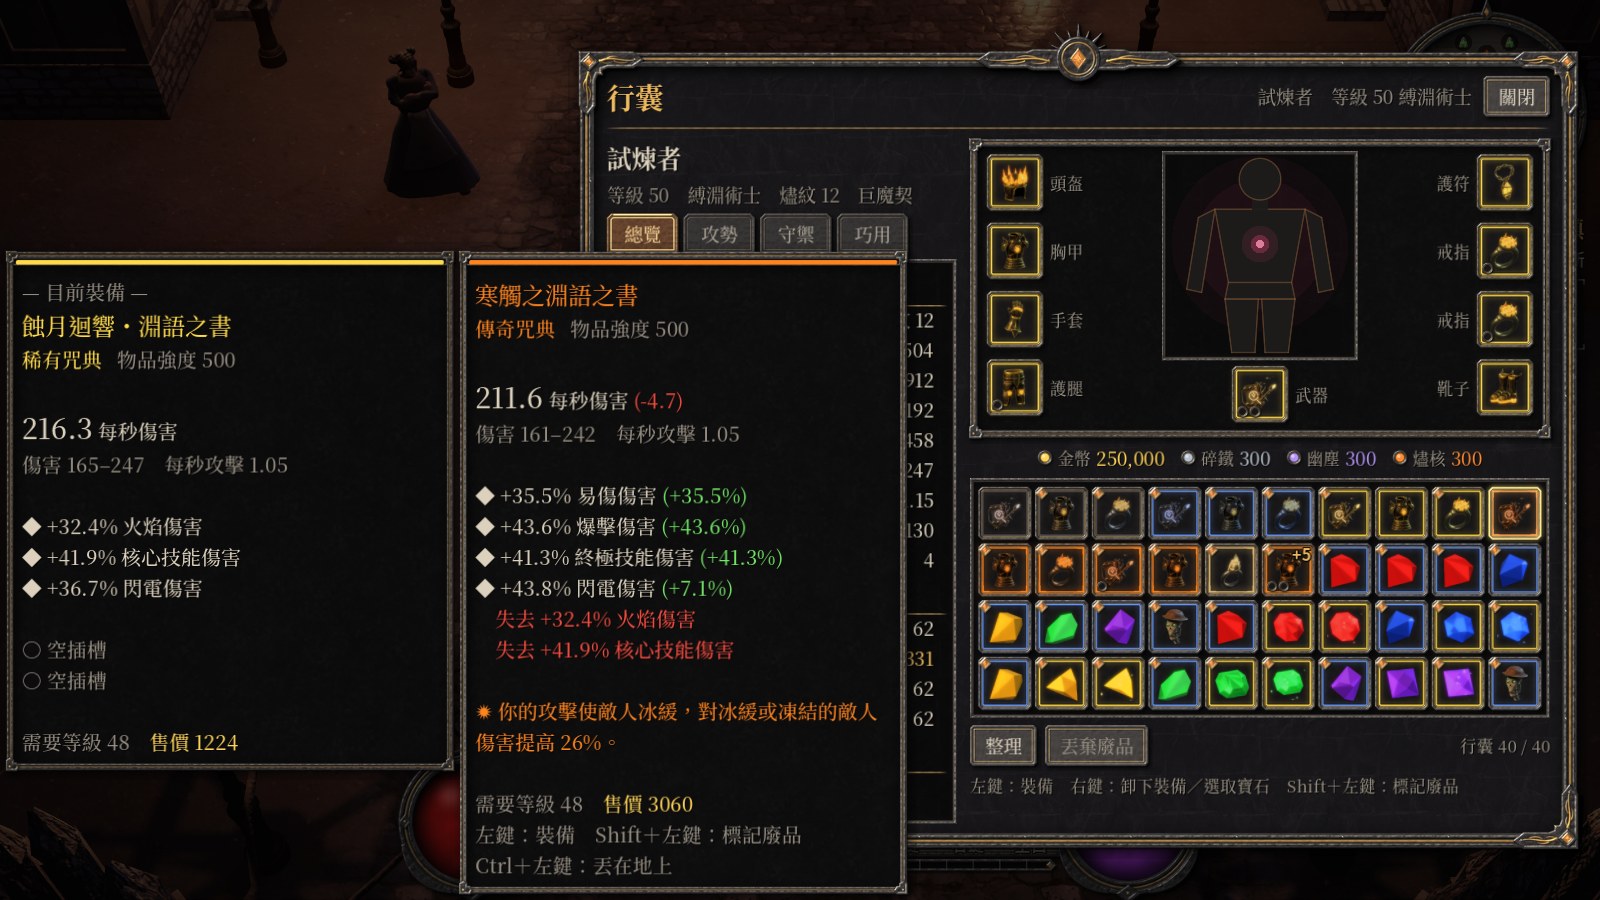 行囊
試煉者　等級 50 縛淵術士
關閉
試煉者
等級 50　縛淵術士　燼紋 12　巨魔契
總覽
攻勢
守禦
巧用
頭盔
胸甲
手套
護腿
武器
護符
戒指
戒指
靴子
— 目前裝備 —
蝕月迴響・淵語之書
稀有咒典　物品強度 500
216.3 每秒傷害
傷害 165–247　每秒攻擊 1.05
◆ +32.4% 火焰傷害
◆ +41.9% 核心技能傷害
◆ +36.7% 閃電傷害
○ 空插槽
○ 空插槽
需要等級 48　售價 1224
寒觸之淵語之書
傳奇咒典　物品強度 500
211.6 每秒傷害 (-4.7)
傷害 161–242　每秒攻擊 1.05
◆ +35.5% 易傷傷害 (+35.5%)
◆ +43.6% 爆擊傷害 (+43.6%)
◆ +41.3% 終極技能傷害 (+41.3%)
◆ +43.8% 閃電傷害 (+7.1%)
失去 +32.4% 火焰傷害
失去 +41.9% 核心技能傷害
✹ 你的攻擊使敵人冰緩，對冰緩或凍結的敵人
傷害提高 26%。
需要等級 48　售價 3060
左鍵：裝備　Shift＋左鍵：標記廢品
Ctrl＋左鍵：丟在地上
12
504
912
192
458
247
.15
130
4
62
331
62
62
金幣 250,000　碎鐵 300　幽塵 300　燼核 300
+5
整理
丟棄廢品
行囊 40 / 40
左鍵：裝備　右鍵：卸下裝備／選取寶石　Shift＋左鍵：標記廢品